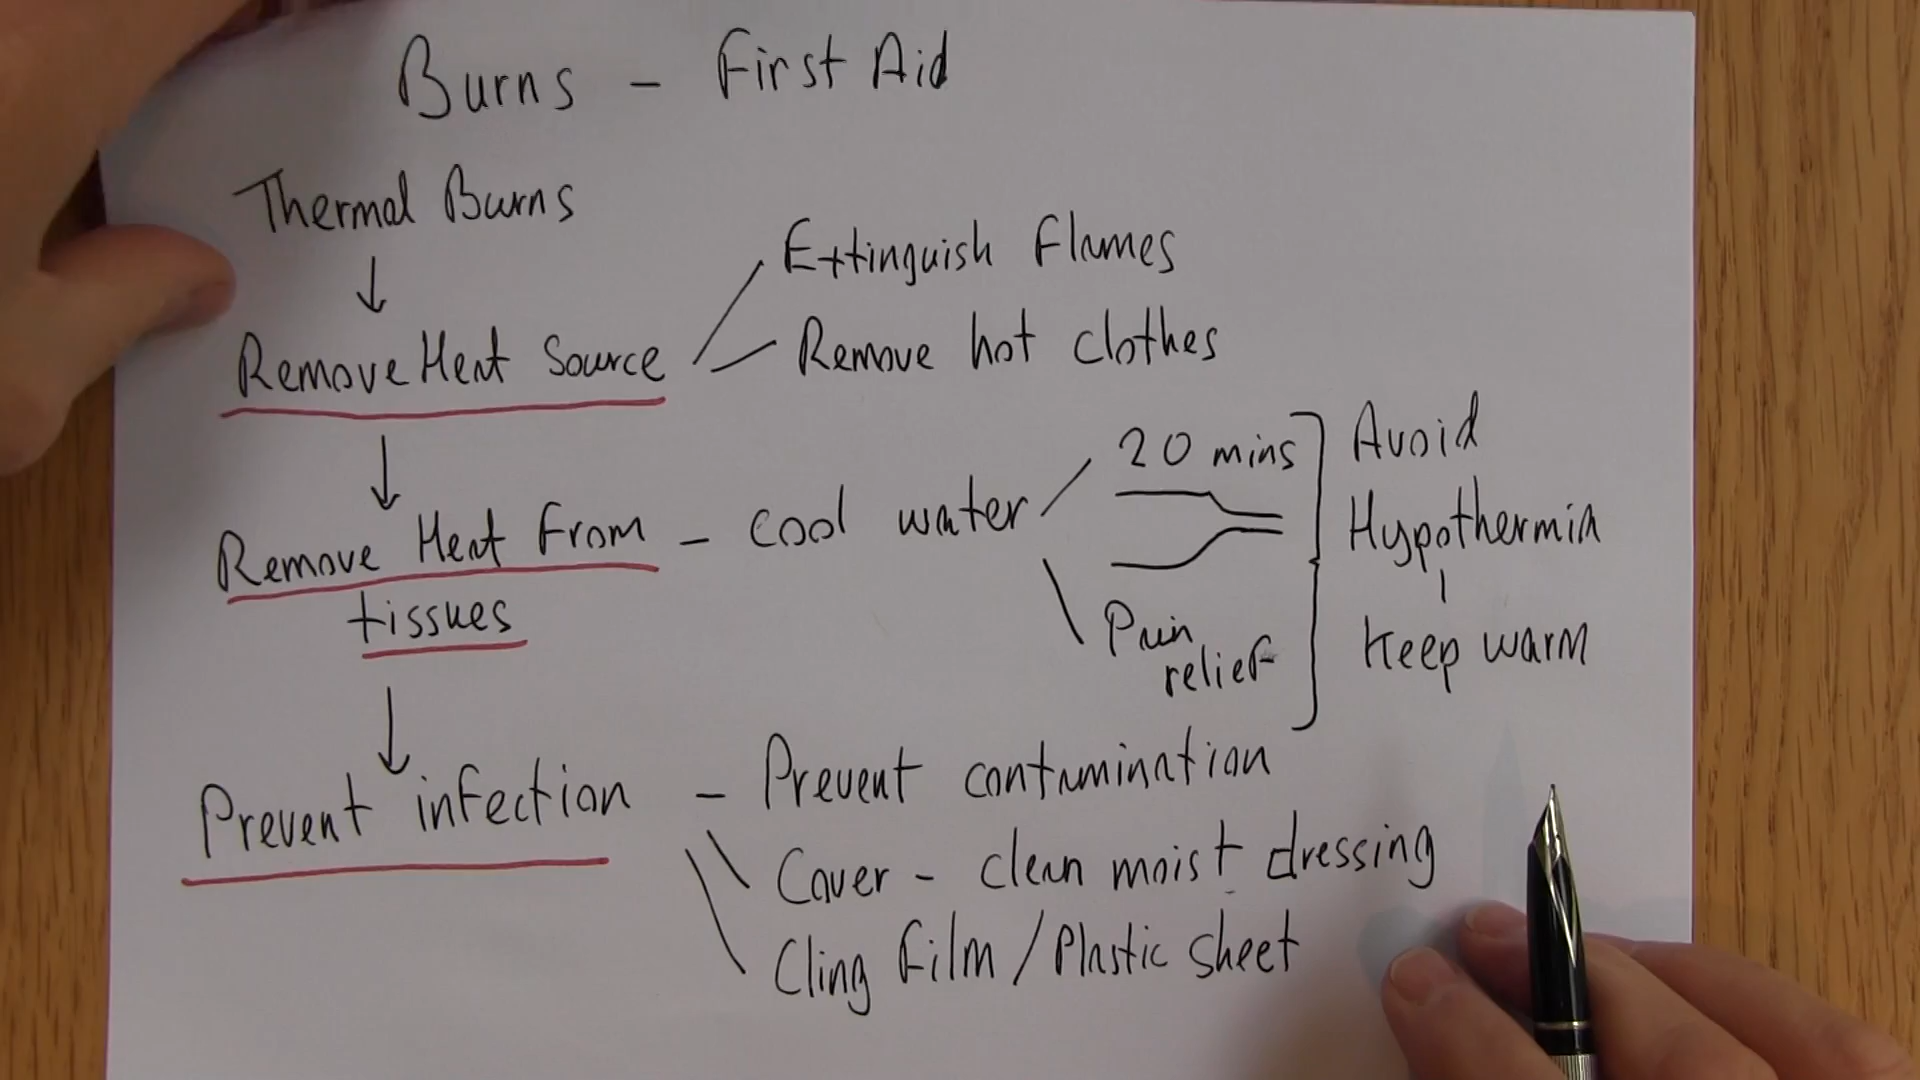 Burns - First Aid
Thermal Burns
Extinguish Flames
Remove Heat Source
Remove hot clothes
20 mins
Avoid
Remove Heat From - cool water
Hypothermia
tissues
Pain
relief
Keep warm
Prevent infection - Prevent contamination
Cover - clean moist dressing
Cling Film / Plastic sheet